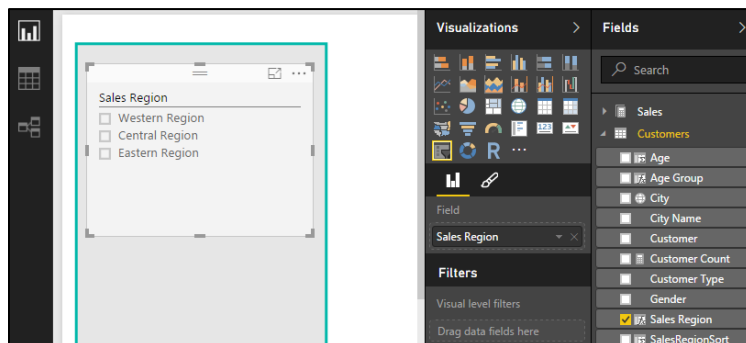 Sales Region
Western Region
Central Region
Eastern Region
Visualizations
123
R
Field
Sales Region
Filters
Visual level filters
Drag data fields here
Fields
Search
Sales
Customers
Age
Age Group
City
City Name
Customer
Customer Count
Customer Type
Gender
Sales Region
SalesRegionSort